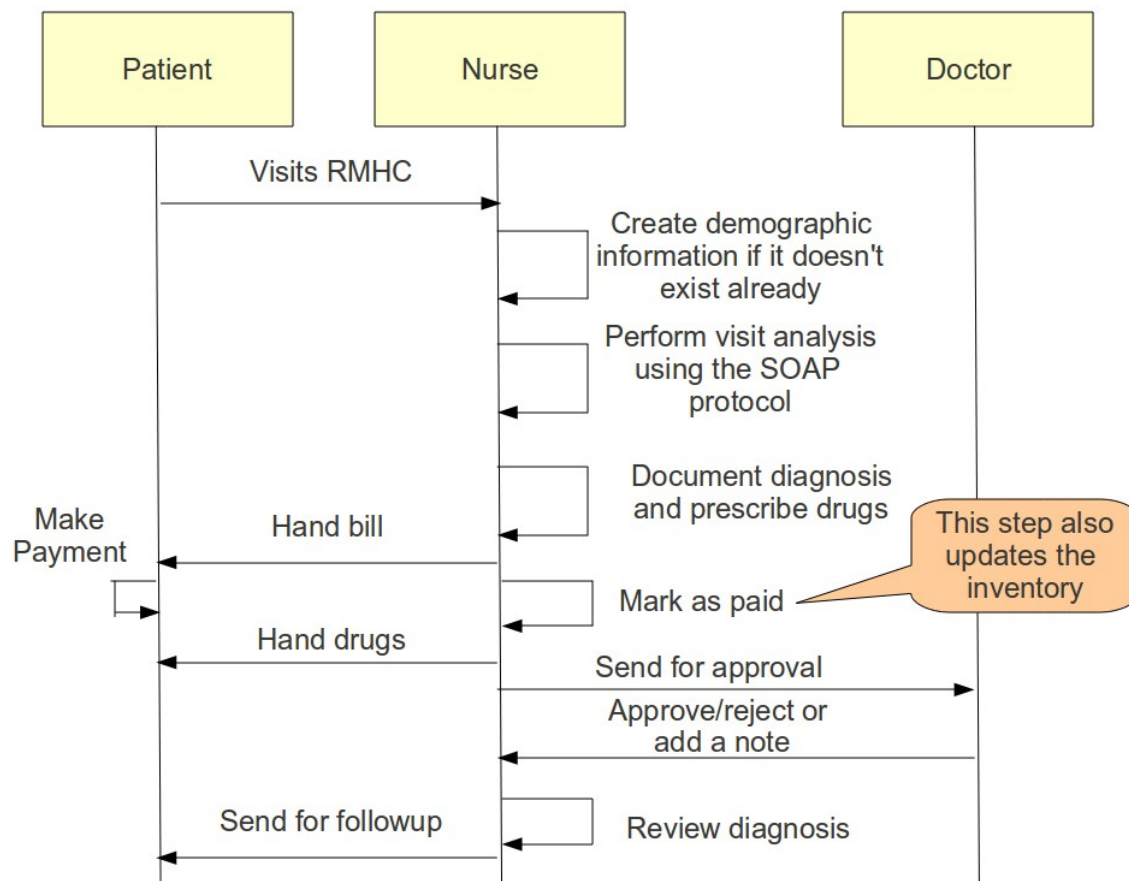 Patient
Nurse
Doctor
Visits RMHC
Create demographic
information if it doesn't
exist already
Perform visit analysis
using the SOAP
protocol
Document diagnosis
and prescribe drugs
Make
Payment
Hand bill
This step also
updates the
inventory
Mark as paid
Hand drugs
Send for approval
Approve/reject or
add a note
Send for followup
Review diagnosis